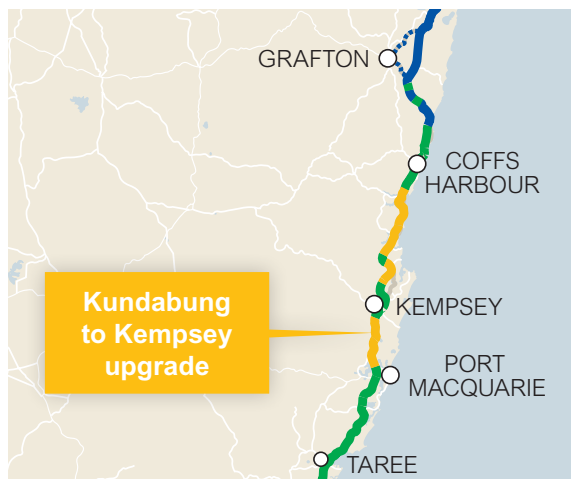 GRAFTON
COFFS
HARBOUR
Kundabung
to Kempsey
upgrade
KEMPSEY
PORT
MACQUARIE
TAREE